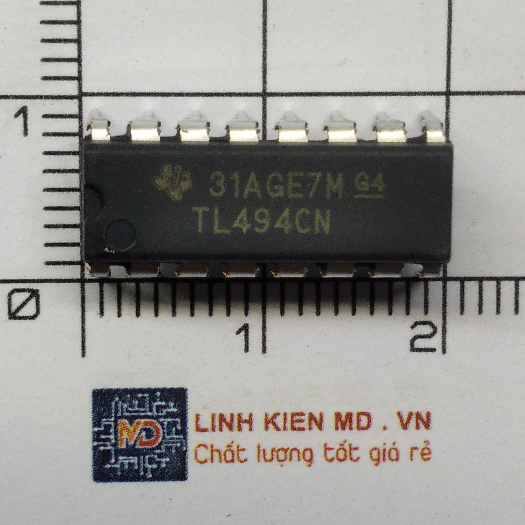 1
31AGE7M G4
TL494CN
0
1
2
MD
LINH KIEN MD . VN
Chất lượng tốt giá rẻ